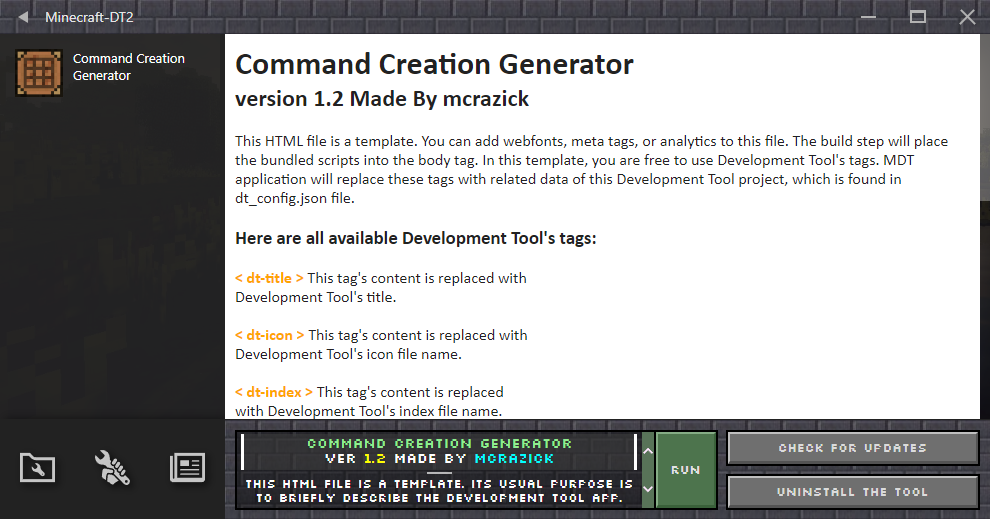 Minecraft-DT2
Command Creation
Generator
Command Creation Generator
version 1.2 Made By mcrazick
This HTML file is a template. You can add webfonts, meta tags, or analytics to this file. The build step will place
the bundled scripts into the body tag. In this template, you are free to use Development Tool's tags. MDT
application will replace these tags with related data of this Development Tool project, which is found in
dt_config.json file.
Here are all available Development Tool's tags:
< dt-title > This tag's content is replaced with
Development Tool's title.
< dt-icon > This tag's content is replaced with
Development Tool's icon file name.
< dt-index > This tag's content is replaced
with Development Tool's index file name.
COMMAND CREATION GENERATOR
VER 1.2 MADE BY MCRAZICK
THIS HTML FILE IS A TEMPLATE. ITS USUAL PURPOSE IS
TO BRIEFLY DESCRIBE THE DEVELOPMENT TOOL APP.
RUN
CHECK FOR UPDATES
UNINSTALL THE TOOL